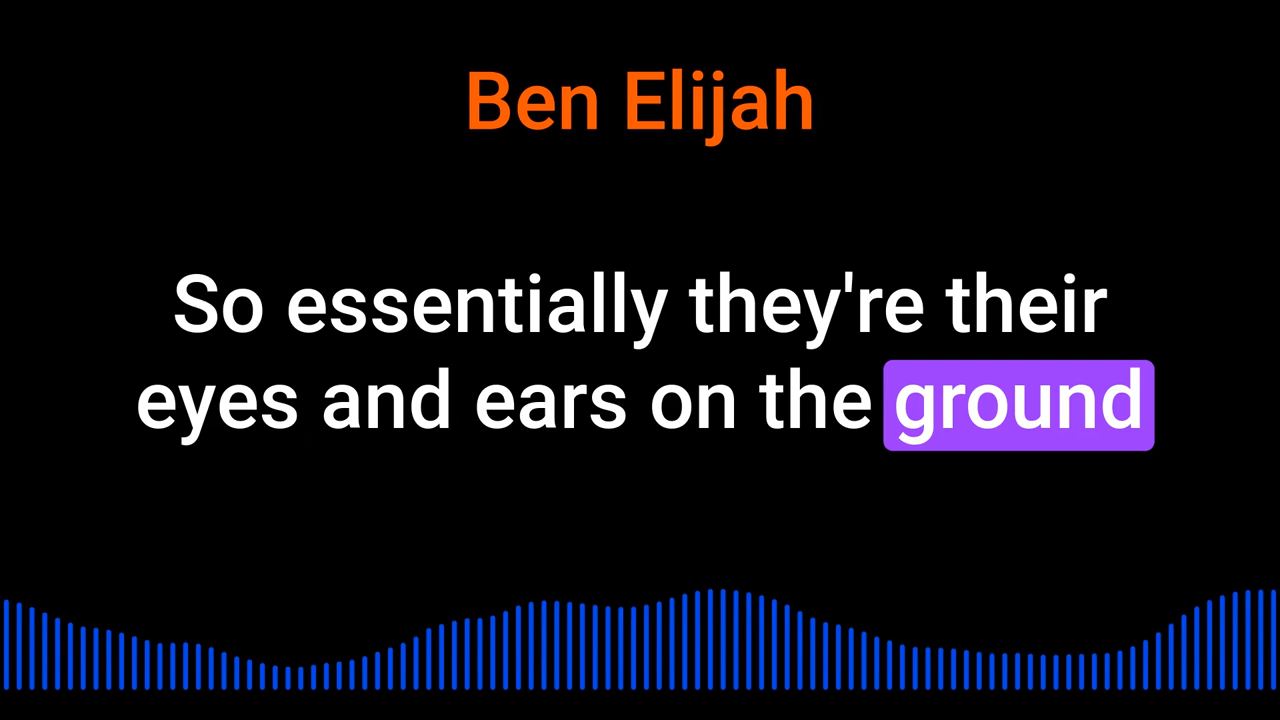 Ben Elijah
So essentially they're their
eyes and ears on the ground